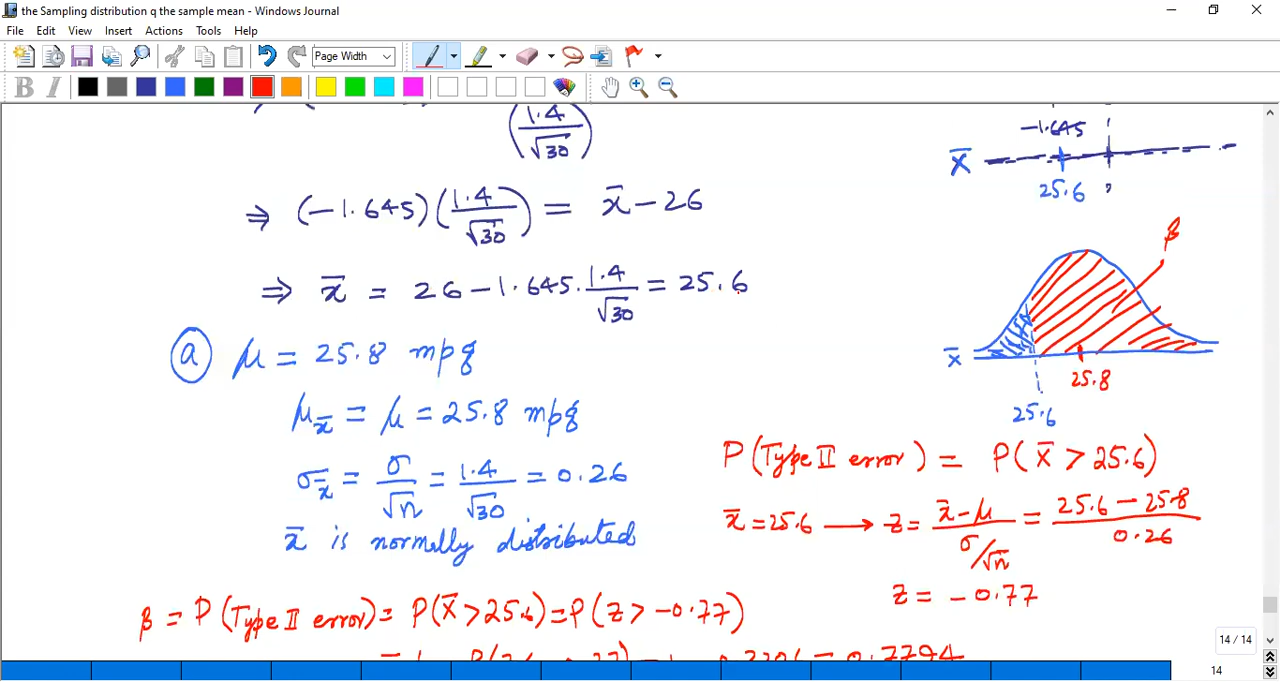 the Sampling distribution q the sample mean - Windows Journal
File Edit View Insert Actions Tools Help
Page Width
B I
(1.4/√30)
⇒ (-1.645)(1.4/√30) = x̄ - 26
⇒ x̄ = 26 - 1.645 . 1.4/√30 = 25.6
ⓐ μ = 25.8 mpg
μx̄ = μ = 25.8 mpg
σx̄ = σ/√n = 1.4/√30 = 0.26
x̄ is normally distributed
-1.645
x̄
25.6
β
x̄
25.8
25.6
P(Type II error) = P(x̄ > 25.6)
x̄ = 25.6 → z = x̄-μ/σ/√n = 25.6 - 25.8/0.26
z = -0.77
β = P(Type II error) = P(x̄ > 25.6) = P(z > -0.77)
0.7794
14 / 14
14